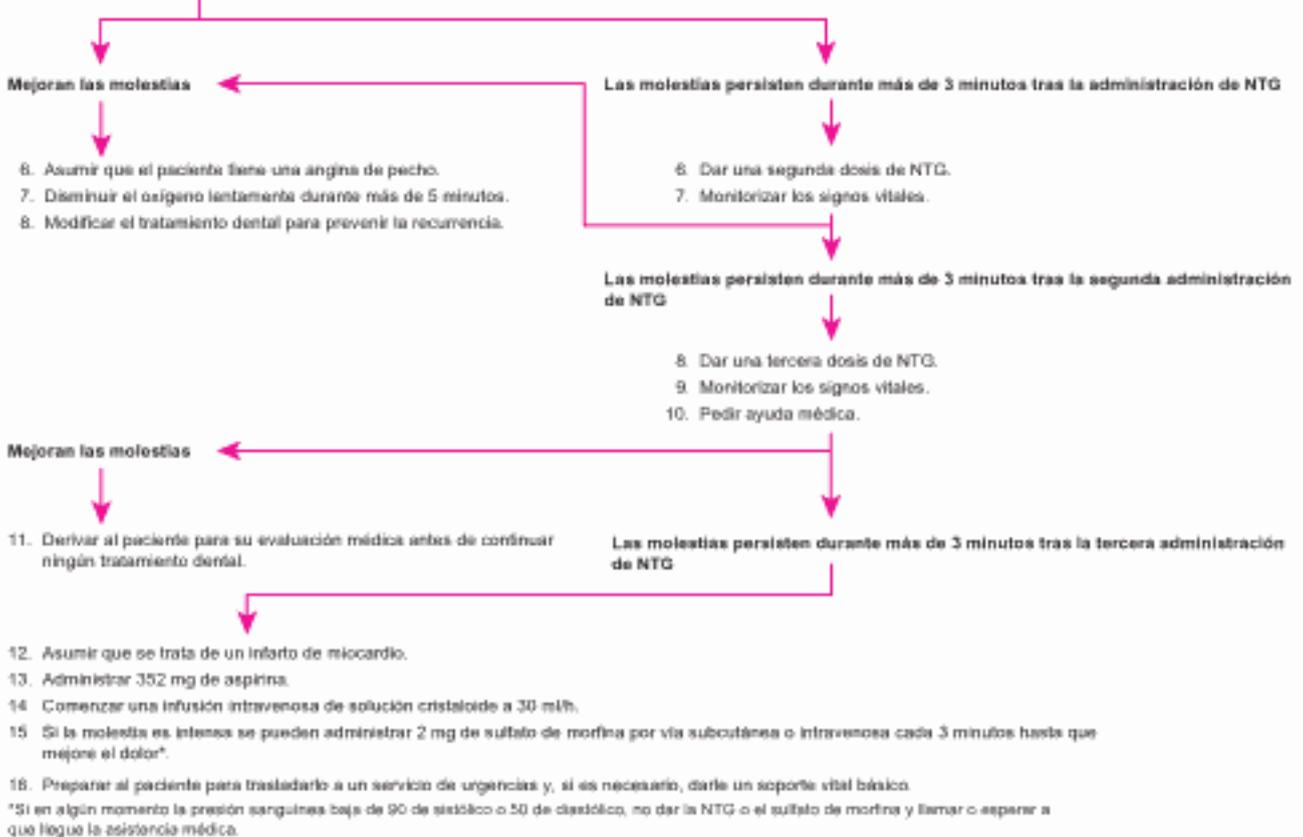 Mejoran las molestias
Las molestias persisten durante más de 3 minutos tras la administración de NTG
6. Asumir que el paciente tiene una angina de pecho.
7. Disminuir el oxígeno lentamente durante más de 5 minutos.
8. Modificar el tratamiento dental para prevenir la recurrencia.
6. Dar una segunda dosis de NTG.
7. Monitorizar los signos vitales.
Las molestias persisten durante más de 3 minutos tras la segunda administración
de NTG
8. Dar una tercera dosis de NTG.
9. Monitorizar los signos vitales.
10. Pedir ayuda médica.
Mejoran las molestias
11. Derivar al paciente para su evaluación médica antes de continuar
ningún tratamiento dental.
Las molestias persisten durante más de 3 minutos tras la tercera administración
de NTG
12. Asumir que se trata de un infarto de miocardio.
13. Administrar 352 mg de aspirina.
14 Comenzar una infusión intravenosa de solución cristaloide a 30 ml/h.
15 Si la molestia es intensa se pueden administrar 2 mg de sulfato de morfina por vía subcutánea o intravenosa cada 3 minutos hasta que
mejore el dolor*.
16. Preparar al paciente para trasladarlo a un servicio de urgencias y, si es necesario, darle un soporte vital básico.
*Si en algún momento la presión sanguínea baja de 90 de sistólico o 50 de diastólico, no dar la NTG o el sulfato de morfina y llamar o esperar a
que llegue la asistencia médica.